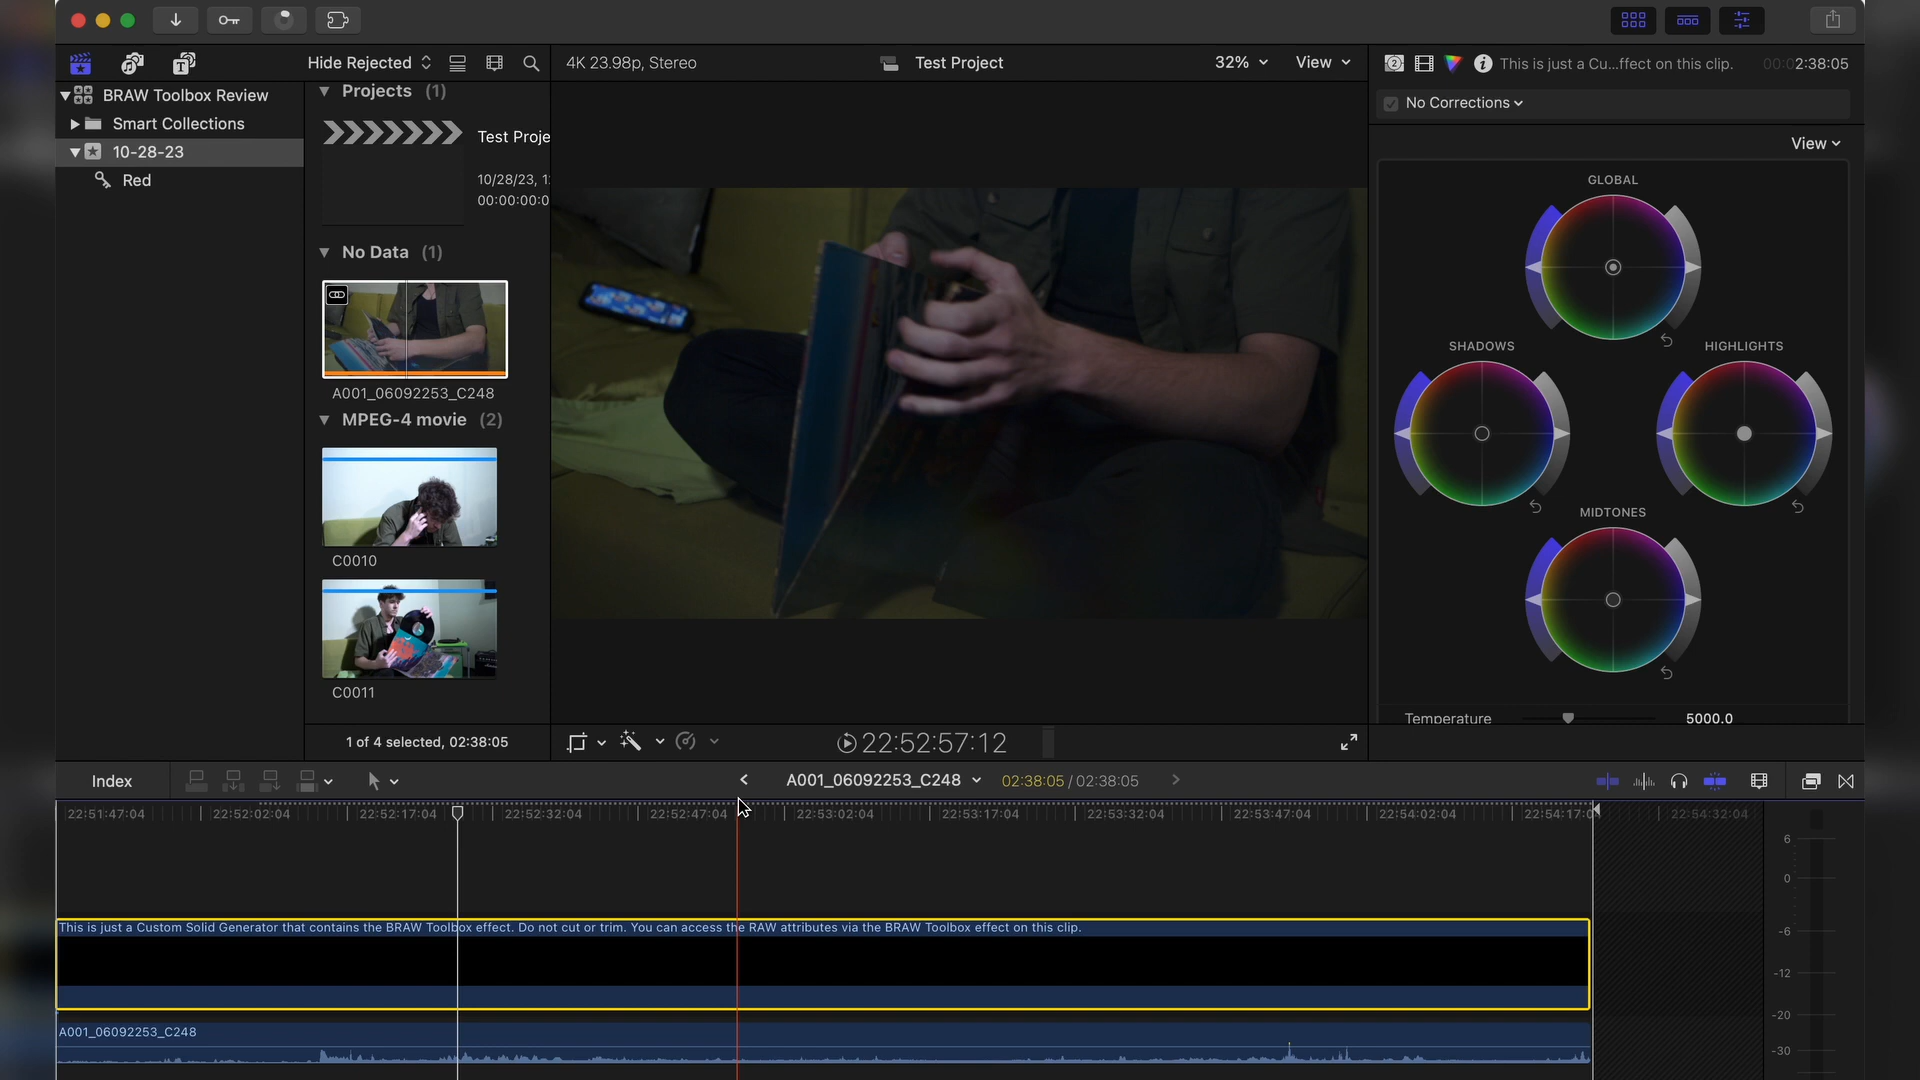 Hide Rejected
4K 23.98p, Stereo
Test Project
32%
View
This is just a Cu...ffect on this clip.
00:02:38:05
BRAW Toolbox Review
Smart Collections
10-28-23
Red
Projects (1)
Test Proje
10/28/23, 1
00:00:00:0
No Data (1)
A001_06092253_C248
MPEG-4 movie (2)
C0010
C0011
1 of 4 selected, 02:38:05
22:52:57:12
No Corrections
View
GLOBAL
SHADOWS
HIGHLIGHTS
MIDTONES
Temperature 5000.0
Index
A001_06092253_C248
02:38:05 / 02:38:05
22:51:47:04
22:52:02:04
22:52:17:04
22:52:32:04
22:52:47:04
22:53:02:04
22:53:17:04
22:53:32:04
22:53:47:04
22:54:02:04
22:54:17:0
22:54:32:04
This is just a Custom Solid Generator that contains the BRAW Toolbox effect. Do not cut or trim. You can access the RAW attributes via the BRAW Toolbox effect on this clip.
A001_06092253_C248
6
0
-6
-12
-20
-30